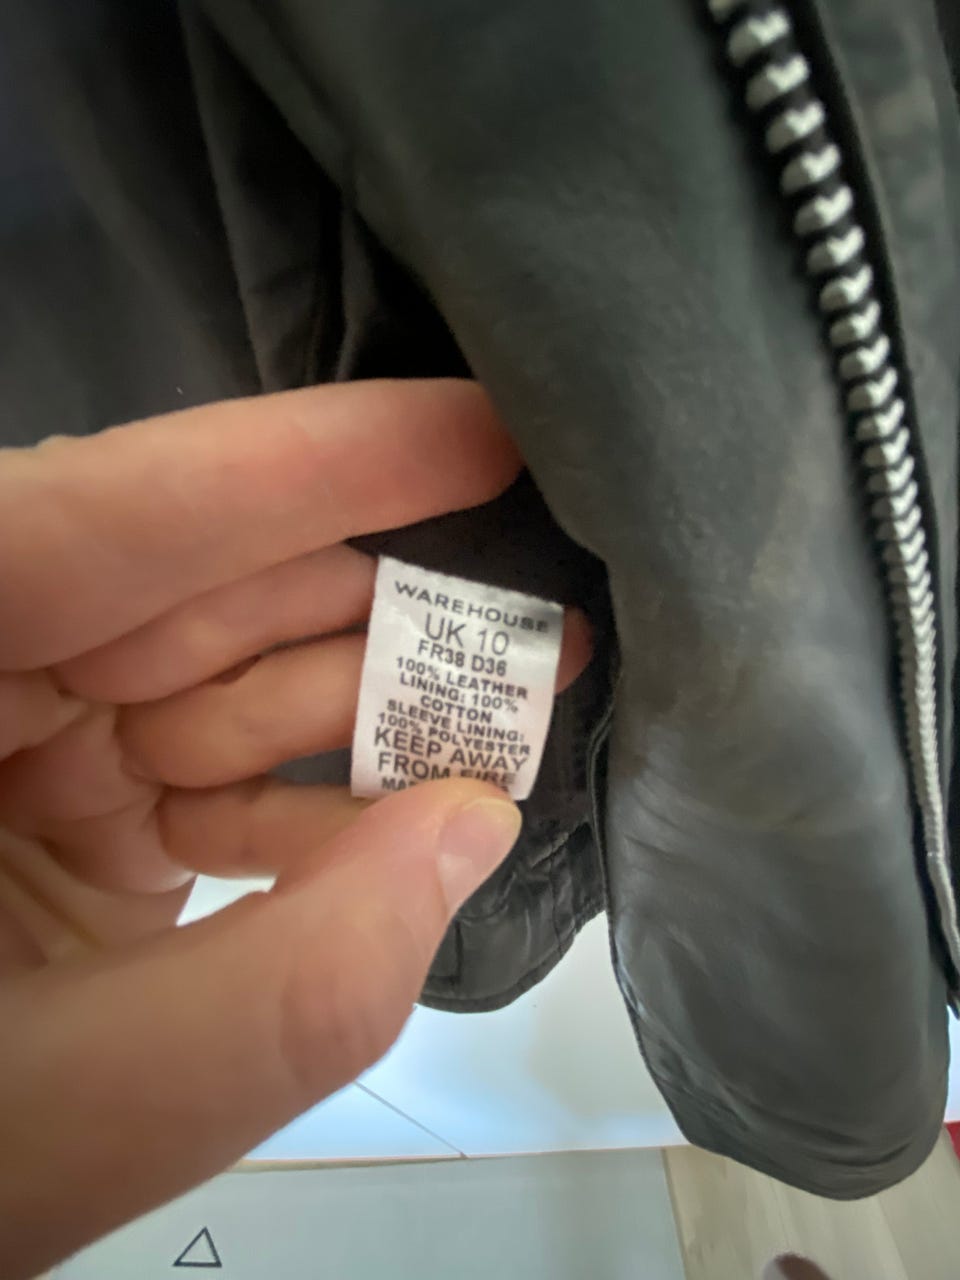 WAREHOUSE
UK 10
FR38 D36
100% LEATHER
LINING: 100%
COTTON
SLEEVE LINING:
100% POLYESTER
KEEP AWAY
FROM FIRE